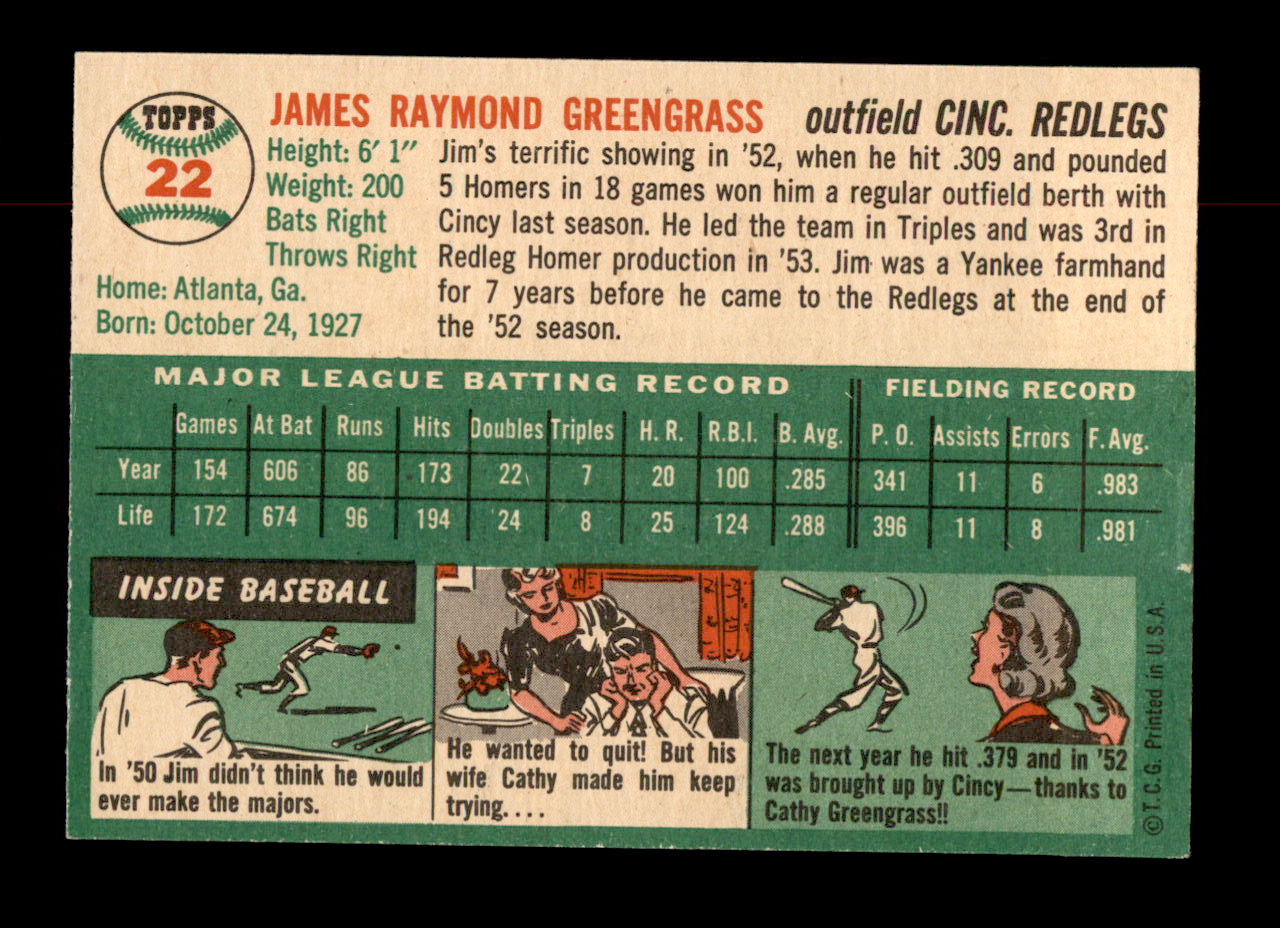 TOPPS
22
JAMES RAYMOND GREENGRASS outfield CINC. REDLEGS
Height: 6′ 1″
Weight: 200
Bats Right
Throws Right
Home: Atlanta, Ga.
Born: October 24, 1927
Jim's terrific showing in '52, when he hit .309 and pounded
5 Homers in 18 games won him a regular outfield berth with
Cincy last season. He led the team in Triples and was 3rd in
Redleg Homer production in '53. Jim was a Yankee farmhand
for 7 years before he came to the Redlegs at the end of
the '52 season.
MAJOR LEAGUE BATTING RECORD FIELDING RECORD
Games At Bat Runs Hits Doubles Triples H. R. R.B.I. B. Avg. P. O. Assists Errors F. Avg.
Year 154 606 86 173 22 7 20 100 .285 341 11 6 .983
Life 172 674 96 194 24 8 25 124 .288 396 11 8 .981
INSIDE BASEBALL
In '50 Jim didn't think he would
ever make the majors.
He wanted to quit! But his
wife Cathy made him keep
trying....
The next year he hit .379 and in '52
was brought up by Cincy—thanks to
Cathy Greengrass!!
© T. C. G. Printed in U.S.A.